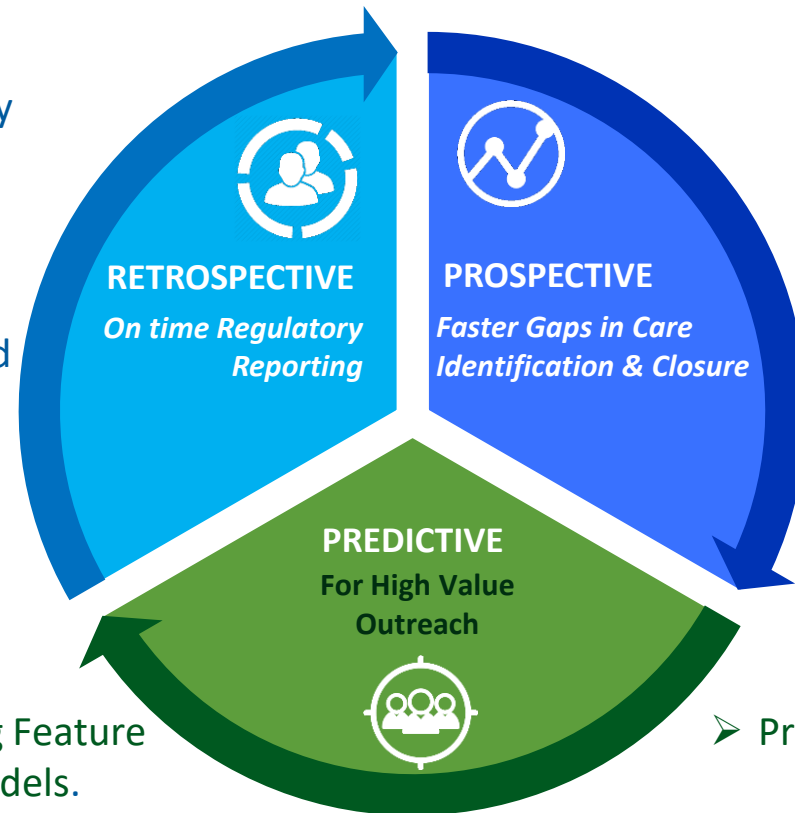 y
RETROSPECTIVE
On time Regulatory
Reporting
PROSPECTIVE
Faster Gaps in Care
Identification & Closure
d
PREDICTIVE
For High Value
Outreach
g Feature
dels.
➢ Pr